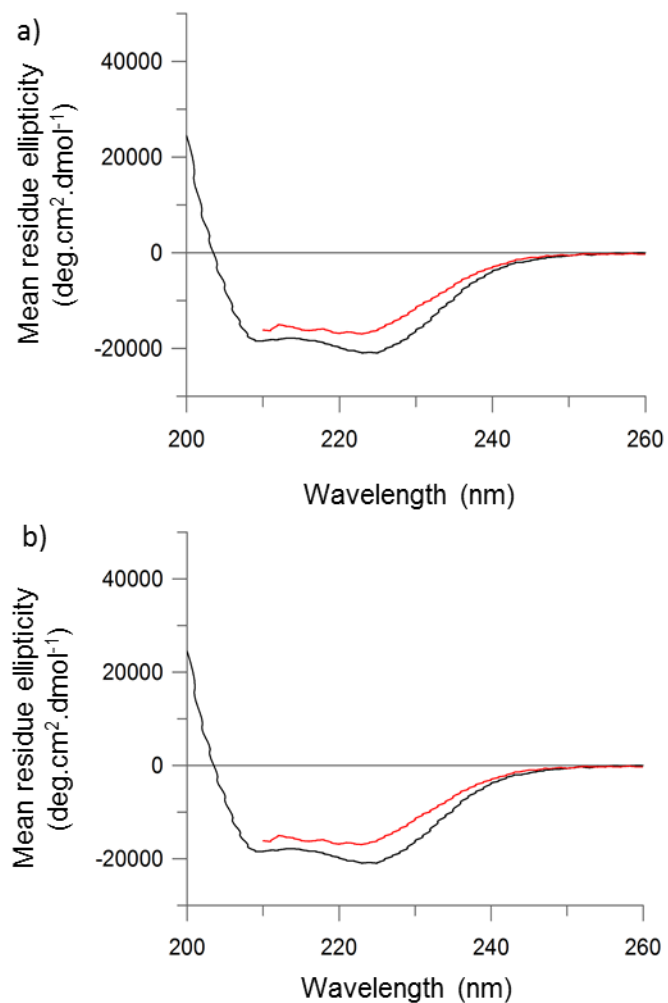 a)
Mean residue ellipticity
((deg.cm².dmol⁻¹)
40000
20000
0
-20000
200
220
240
260
Wavelength (nm)
b)
Mean residue ellipticity
((deg.cm².dmol⁻¹)
40000
20000
0
-20000
200
220
240
260
Wavelength (nm)